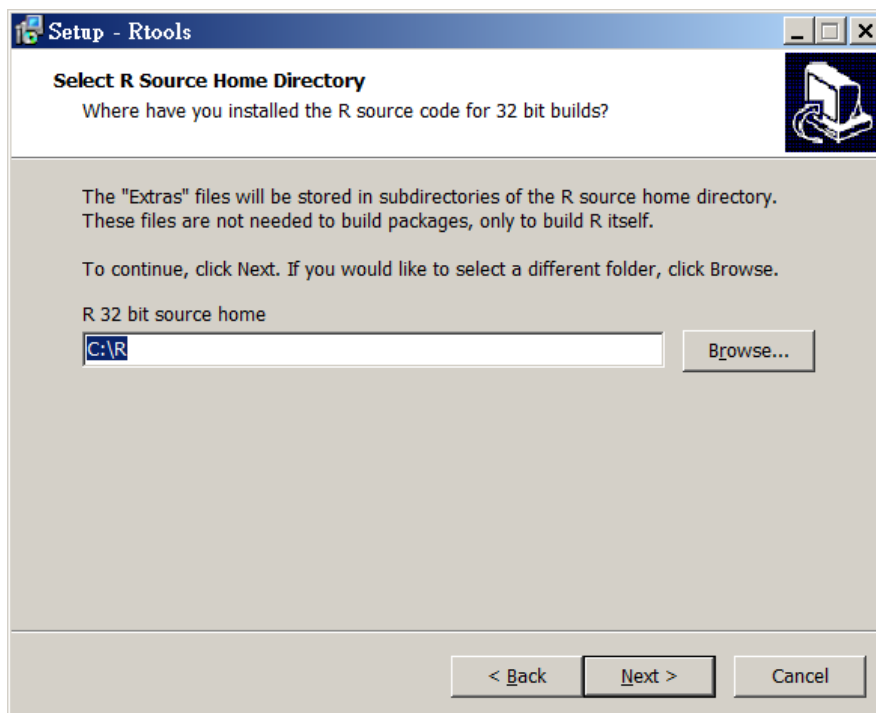 Setup - Rtools
Select R Source Home Directory
Where have you installed the R source code for 32 bit builds?
The "Extras" files will be stored in subdirectories of the R source home directory.
These files are not needed to build packages, only to build R itself.
To continue, click Next. If you would like to select a different folder, click Browse.
R 32 bit source home
C:\R
Browse...
< Back
Next >
Cancel